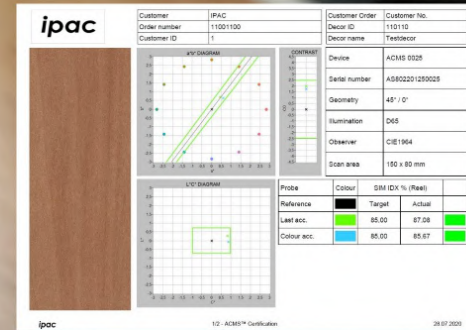 ipac
Customer IPAC
Order number 11001100
Customer ID 1
Customer Order Customer No.
Decor ID 110110
Decor name Testdecor
a*b* DIAGRAM
CONTRAST
Device ACMS 0025
Serial number AS802201250025
Geometry 45° / 0°
Illumination D65
Observer CIE1964
Scan area 150 x 80 mm
L*C* DIAGRAM
Probe Colour SIM IDX % (Reel)
Reference Target Actual
Last acc. 85,00 87,08
Colour acc. 85,00 85,67
ipac 1/2 - ACMS™ Certification 28.07.2020